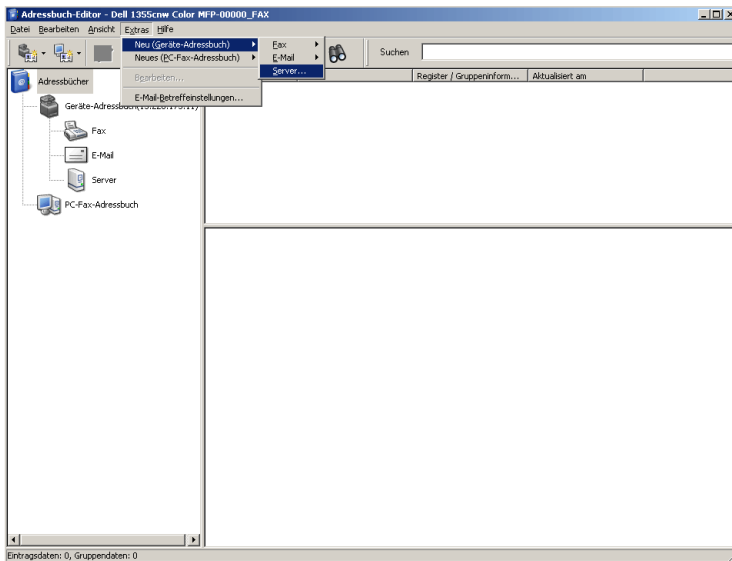 Adressbuch-Editor - Dell 1355cnw Color MFP-00000_FAX
Datei Bearbeiten Ansicht Extras Hilfe
Neu (Geräte-Adressbuch)
Neues (PC-Fax-Adressbuch)
Bearbeiten...
E-Mail-Betreffeinstellungen...
Fax
E-Mail
Server...
Suchen
Register / Gruppeninform... Aktualisiert am
Adressbücher
Fax
E-Mail
Server
PC-Fax-Adressbuch
Eintragsdaten: 0, Gruppendaten: 0